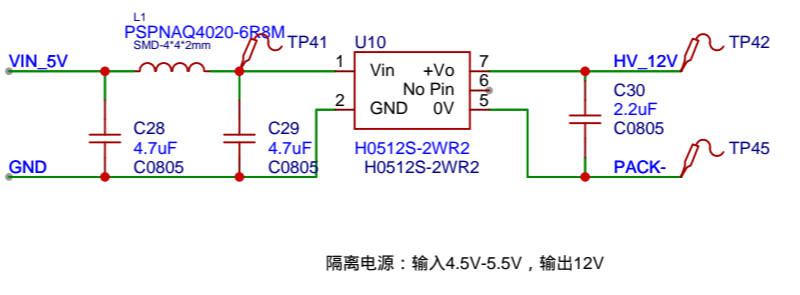 L1
PSPNAQ4020-6R8M
SMD-4*4*2mm
TP41
U10
TP42
VIN_5V
1
Vin
+Vo
7
HV_12V
No Pin
6
2
GND
0V
5
C28
4.7uF
C0805
C29
4.7uF
C0805
C30
2.2uF
C0805
H0512S-2WR2
H0512S-2WR2
GND
PACK-
TP45
隔离电源：输入4.5V-5.5V，输出12V